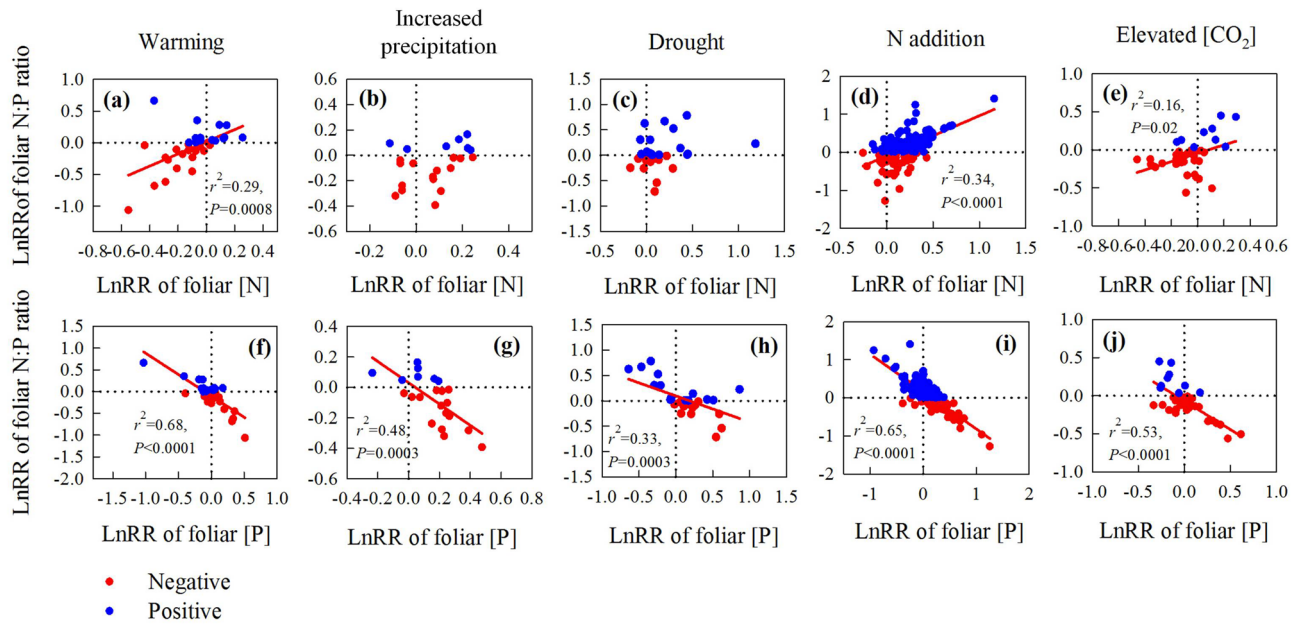 Warming
Increased
precipitation
Drought
N addition
Elevated [CO2]
LnRRof foliar N:P ratio
1.0
0.5
0.0
-0.5
-1.0
(a)
r2=0.29,
P=0.0008
-0.8 -0.6 -0.4 -0.2 0.0 0.2 0.4
LnRR of foliar [N]
0.6
0.4
0.2
0.0
-0.2
-0.4
-0.6
(b)
-0.4 -0.2 0.0 0.2 0.4
LnRR of foliar [N]
1.5
1.0
0.5
0.0
-0.5
-1.0
-1.5
(c)
-0.5 0.0 0.5 1.0 1.5
LnRR of foliar [N]
2
1
0
-1
-2
(d)
r2=0.34,
P<0.0001
-0.5 0.0 0.5 1.0 1.5
LnRR of foliar [N]
1.0
0.5
0.0
-0.5
-1.0
(e)
r2=0.16,
P=0.02
-0.6 -0.4 -0.2 0.0 0.2 0.4 0.6
LnRR of foliar [N]
LnRR of foliar N:P ratio
1.5
1.0
0.5
0.0
-0.5
-1.0
-1.5
-2.0
(f)
r2=0.68,
P<0.0001
-1.5 -1.0 -0.5 0.0 0.5 1.0
LnRR of foliar [P]
0.4
0.2
0.0
-0.2
-0.4
-0.6
(g)
r2=0.48,
P=0.0003
-0.4 -0.2 0.0 0.2 0.4 0.6 0.8
LnRR of foliar [P]
1.5
1.0
0.5
0.0
-0.5
-1.0
-1.5
(h)
r2=0.33,
P=0.0003
-1.0 -0.5 0.0 0.5 1.0 1.5
LnRR of foliar [P]
2
1
0
-1
-2
(i)
r2=0.65,
P<0.0001
-1 0 1 2
LnRR of foliar [P]
1.0
0.5
0.0
-0.5
-1.0
(j)
r2=0.53,
P<0.0001
-1.0 -0.5 0.0 0.5 1.0
LnRR of foliar [P]
Negative
Positive